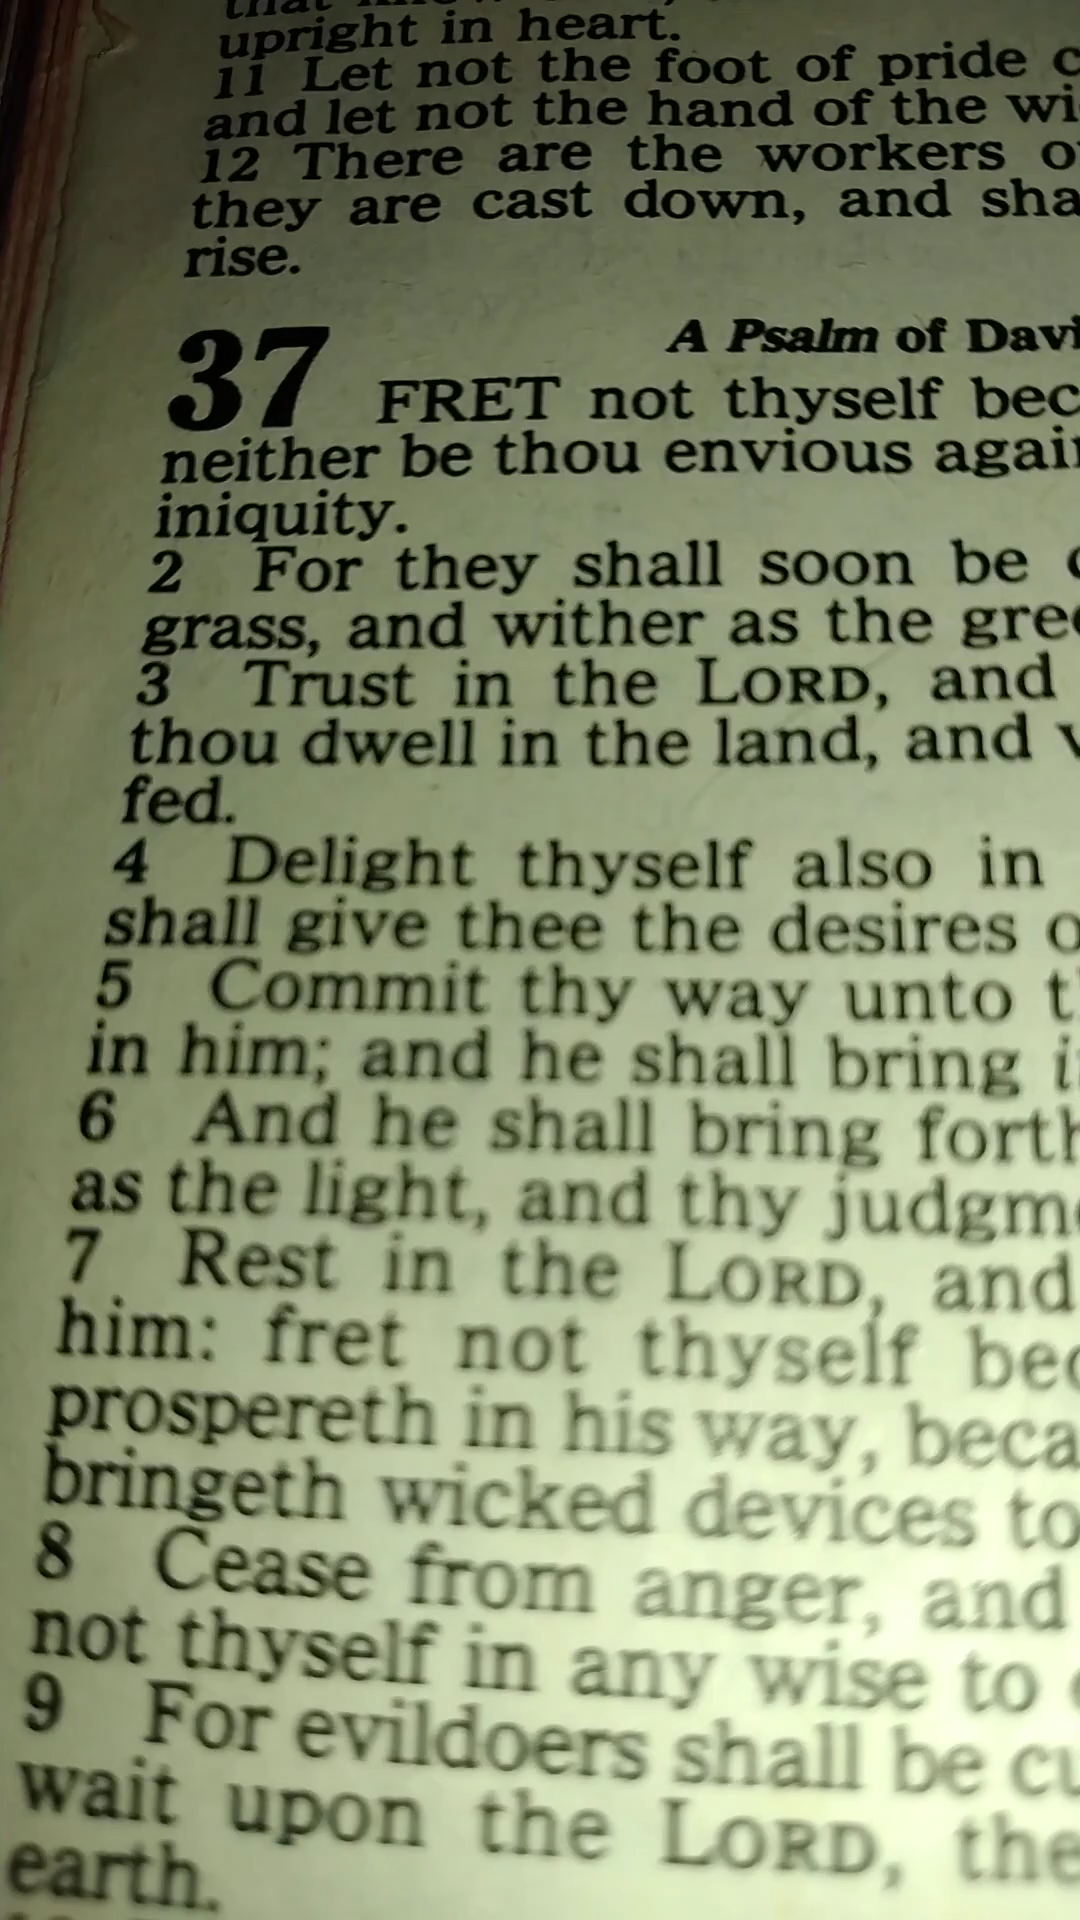 upright in heart.
11 Let not the foot of pride
and let not the hand of the
12 There are the workers
they are cast down, and
rise.
37
A Psalm of
FRET not thyself
neither be thou envious
iniquity.
2 For they shall soon be
grass, and wither as the
3 Trust in the LORD, and
thou dwell in the land, and
fed.
4 Delight thyself also in
shall give thee the desires
5 Commit thy way unto
in him; and he shall bring
6 And he shall bring
as the light, and thy
7 Rest in the LORD, and
him: fret not thyself
prospereth in his way,
bringeth wicked devices to
8 Cease from anger, and
not thyself in any wise to
9 For evildoers shall be
wait upon the LORD,
earth.